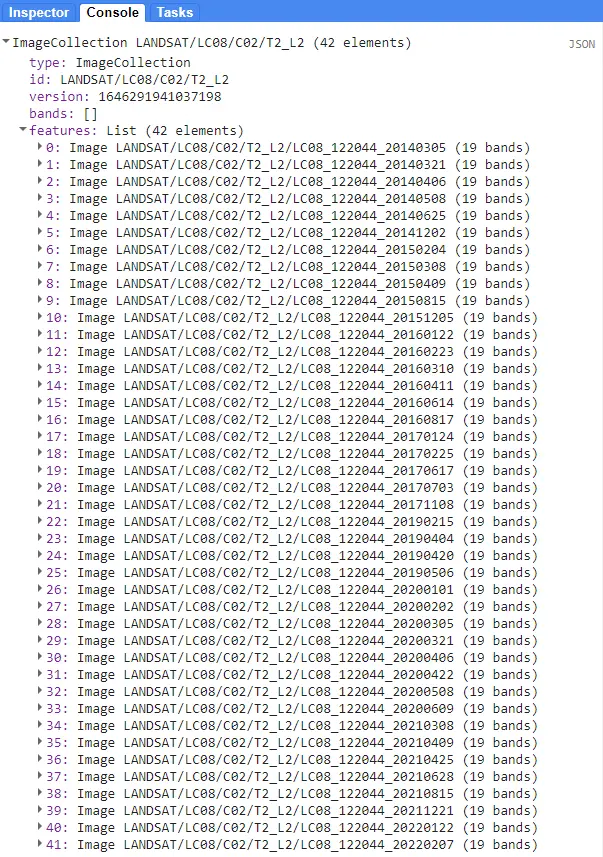 Inspector Console Tasks
ImageCollection LANDSAT/LC08/C02/T2_L2 (42 elements) JSON
type: ImageCollection
id: LANDSAT/LC08/C02/T2_L2
version: 1646291941037198
bands: []
features: List (42 elements)
0: Image LANDSAT/LC08/C02/T2_L2/LC08_122044_20140305 (19 bands)
1: Image LANDSAT/LC08/C02/T2_L2/LC08_122044_20140321 (19 bands)
2: Image LANDSAT/LC08/C02/T2_L2/LC08_122044_20140406 (19 bands)
3: Image LANDSAT/LC08/C02/T2_L2/LC08_122044_20140508 (19 bands)
4: Image LANDSAT/LC08/C02/T2_L2/LC08_122044_20140625 (19 bands)
5: Image LANDSAT/LC08/C02/T2_L2/LC08_122044_20141202 (19 bands)
6: Image LANDSAT/LC08/C02/T2_L2/LC08_122044_20150204 (19 bands)
7: Image LANDSAT/LC08/C02/T2_L2/LC08_122044_20150308 (19 bands)
8: Image LANDSAT/LC08/C02/T2_L2/LC08_122044_20150409 (19 bands)
9: Image LANDSAT/LC08/C02/T2_L2/LC08_122044_20150815 (19 bands)
10: Image LANDSAT/LC08/C02/T2_L2/LC08_122044_20151205 (19 bands)
11: Image LANDSAT/LC08/C02/T2_L2/LC08_122044_20160122 (19 bands)
12: Image LANDSAT/LC08/C02/T2_L2/LC08_122044_20160223 (19 bands)
13: Image LANDSAT/LC08/C02/T2_L2/LC08_122044_20160310 (19 bands)
14: Image LANDSAT/LC08/C02/T2_L2/LC08_122044_20160411 (19 bands)
15: Image LANDSAT/LC08/C02/T2_L2/LC08_122044_20160614 (19 bands)
16: Image LANDSAT/LC08/C02/T2_L2/LC08_122044_20160817 (19 bands)
17: Image LANDSAT/LC08/C02/T2_L2/LC08_122044_20170124 (19 bands)
18: Image LANDSAT/LC08/C02/T2_L2/LC08_122044_20170225 (19 bands)
19: Image LANDSAT/LC08/C02/T2_L2/LC08_122044_20170617 (19 bands)
20: Image LANDSAT/LC08/C02/T2_L2/LC08_122044_20170703 (19 bands)
21: Image LANDSAT/LC08/C02/T2_L2/LC08_122044_20171108 (19 bands)
22: Image LANDSAT/LC08/C02/T2_L2/LC08_122044_20190215 (19 bands)
23: Image LANDSAT/LC08/C02/T2_L2/LC08_122044_20190404 (19 bands)
24: Image LANDSAT/LC08/C02/T2_L2/LC08_122044_20190420 (19 bands)
25: Image LANDSAT/LC08/C02/T2_L2/LC08_122044_20190506 (19 bands)
26: Image LANDSAT/LC08/C02/T2_L2/LC08_122044_20200101 (19 bands)
27: Image LANDSAT/LC08/C02/T2_L2/LC08_122044_20200202 (19 bands)
28: Image LANDSAT/LC08/C02/T2_L2/LC08_122044_20200305 (19 bands)
29: Image LANDSAT/LC08/C02/T2_L2/LC08_122044_20200321 (19 bands)
30: Image LANDSAT/LC08/C02/T2_L2/LC08_122044_20200406 (19 bands)
31: Image LANDSAT/LC08/C02/T2_L2/LC08_122044_20200422 (19 bands)
32: Image LANDSAT/LC08/C02/T2_L2/LC08_122044_20200508 (19 bands)
33: Image LANDSAT/LC08/C02/T2_L2/LC08_122044_20200609 (19 bands)
34: Image LANDSAT/LC08/C02/T2_L2/LC08_122044_20210308 (19 bands)
35: Image LANDSAT/LC08/C02/T2_L2/LC08_122044_20210409 (19 bands)
36: Image LANDSAT/LC08/C02/T2_L2/LC08_122044_20210425 (19 bands)
37: Image LANDSAT/LC08/C02/T2_L2/LC08_122044_20210628 (19 bands)
38: Image LANDSAT/LC08/C02/T2_L2/LC08_122044_20210815 (19 bands)
39: Image LANDSAT/LC08/C02/T2_L2/LC08_122044_20211221 (19 bands)
40: Image LANDSAT/LC08/C02/T2_L2/LC08_122044_20220122 (19 bands)
41: Image LANDSAT/LC08/C02/T2_L2/LC08_122044_20220207 (19 bands)